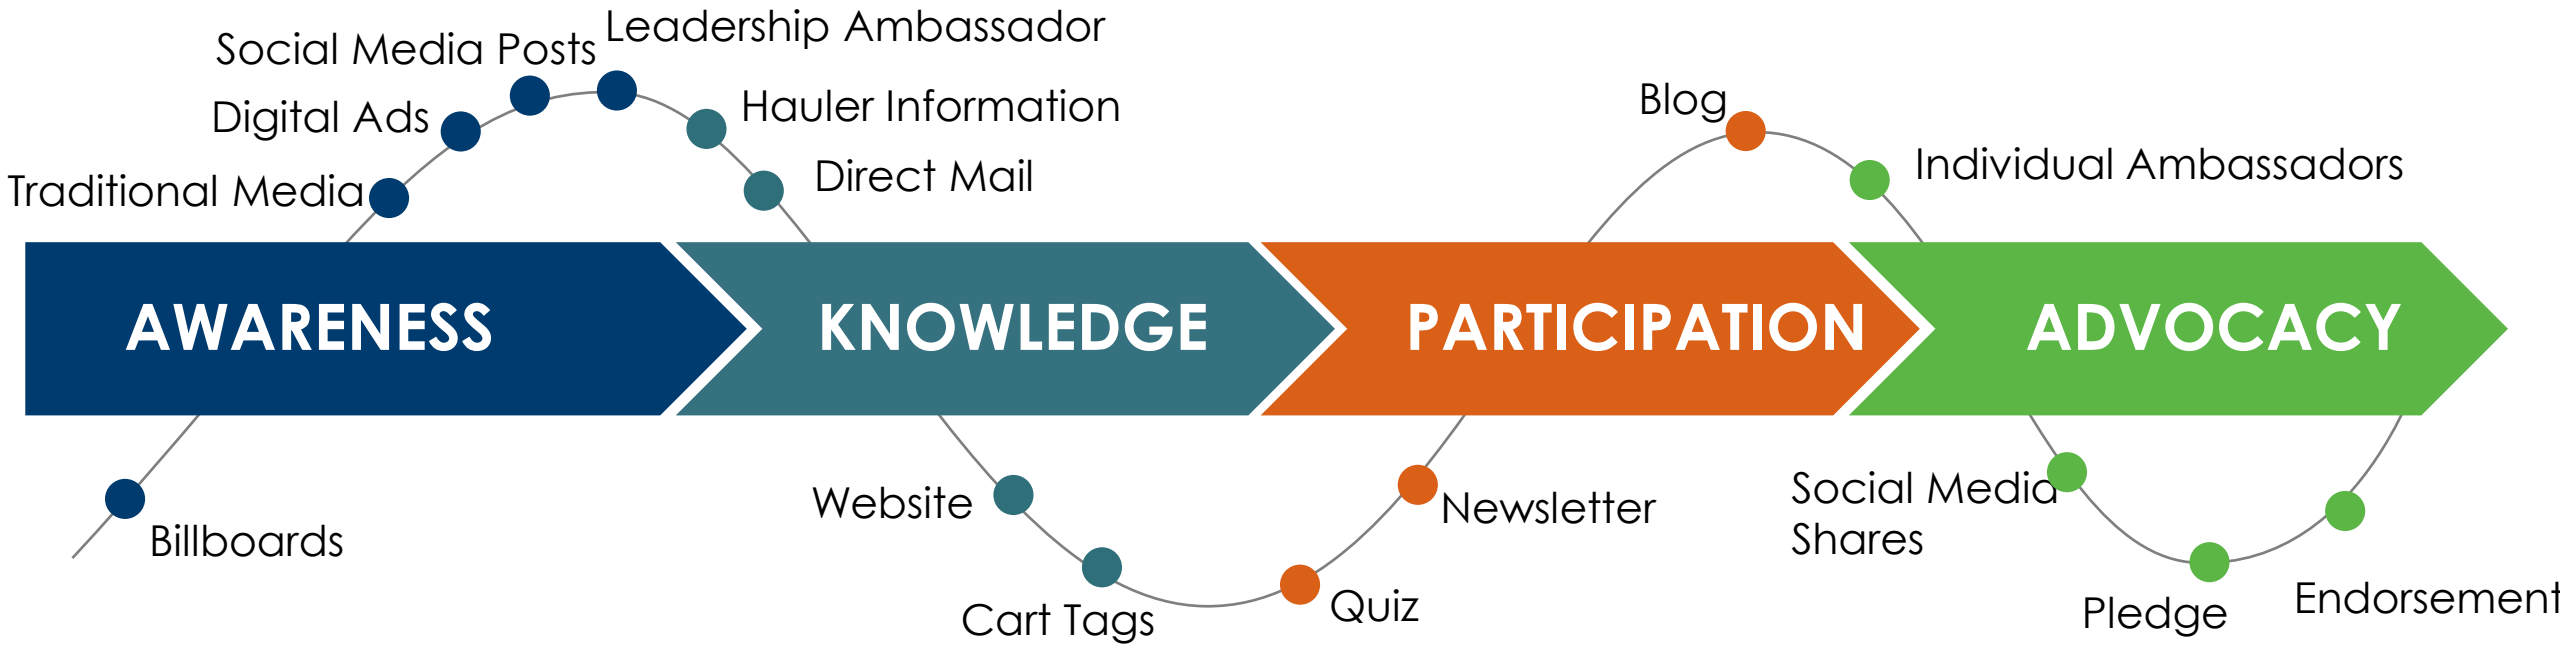 Leadership Ambassador
Social Media Posts
Digital Ads
Hauler Information
Traditional Media
Direct Mail
Blog
Individual Ambassadors
AWARENESS
KNOWLEDGE
PARTICIPATION
ADVOCACY
Billboards
Website
Cart Tags
Quiz
Newsletter
Social Media
Shares
Pledge
Endorsement